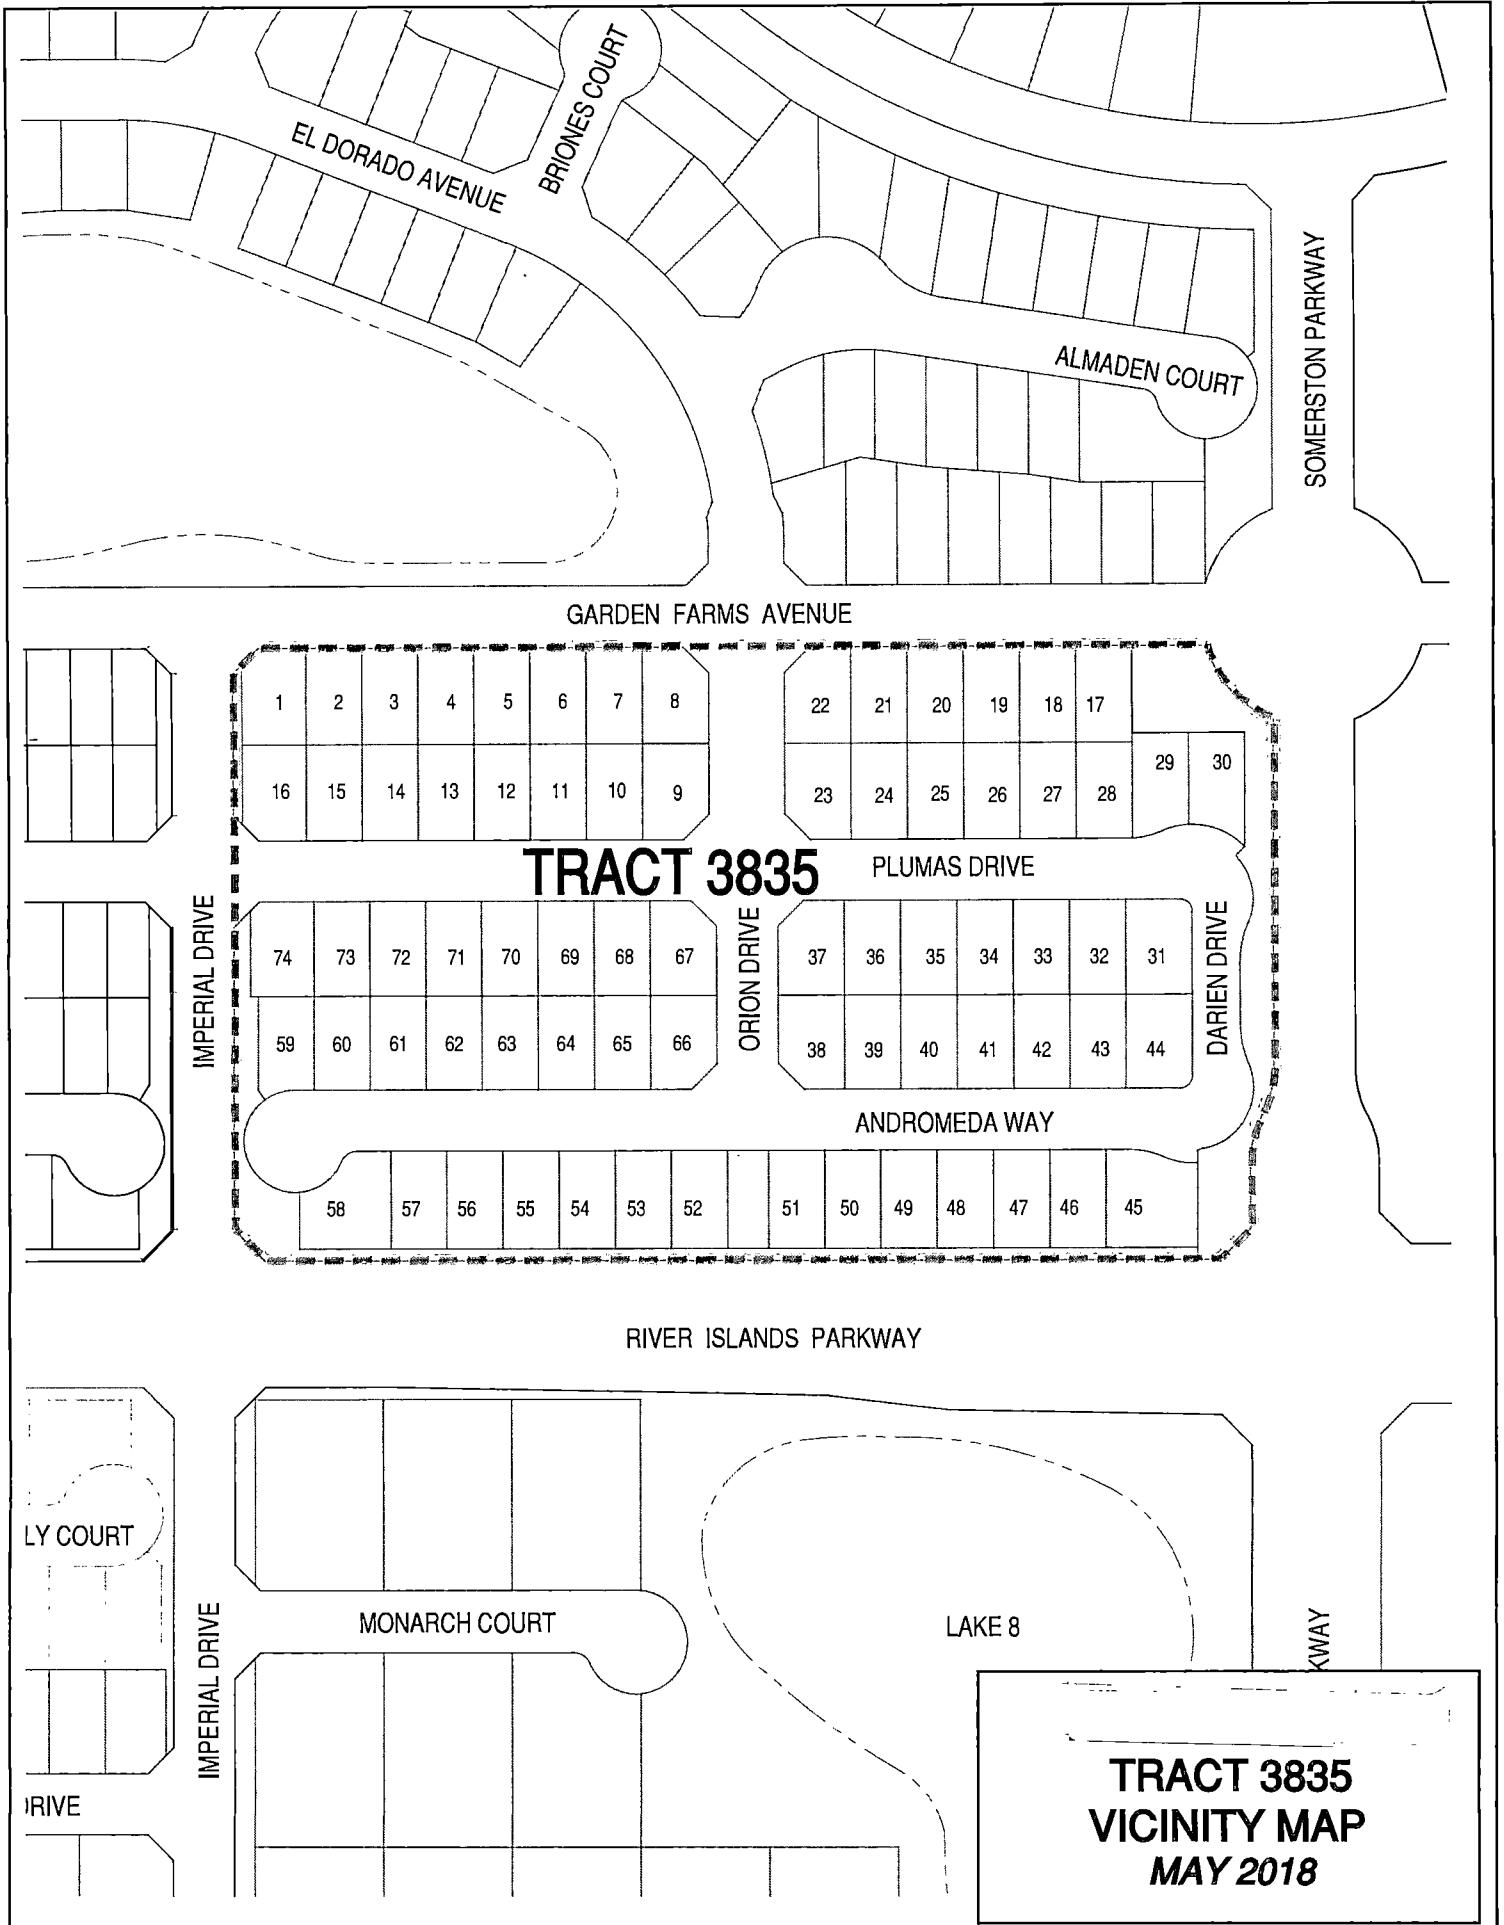 BRIONES COURT
EL DORADO AVENUE
SOMERSTON PARKWAY
ALMADEN COURT
GARDEN FARMS AVENUE
1 2 3 4 5 6 7 8 22 21 20 19 18 17
29 30
16 15 14 13 12 11 10 9 23 24 25 26 27 28
TRACT 3835
PLUMAS DRIVE
IMPERIAL DRIVE
ORION DRIVE
DARIEN DRIVE
74 73 72 71 70 69 68 67 37 36 35 34 33 32 31
59 60 61 62 63 64 65 66 38 39 40 41 42 43 44
ANDROMEDA WAY
58 57 56 55 54 53 52 51 50 49 48 47 46 45
RIVER ISLANDS PARKWAY
LY COURT
IMPERIAL DRIVE
MONARCH COURT
LAKE 8
KWAY
RIVE
TRACT 3835
VICINITY MAP
MAY 2018